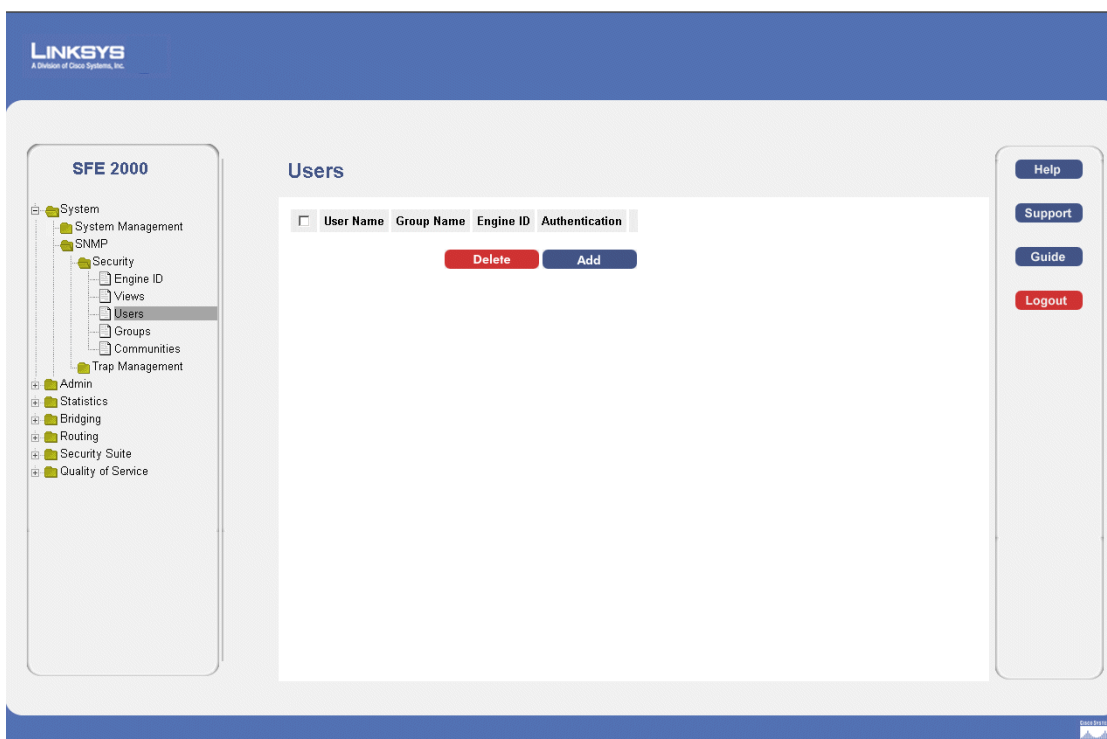 LINKSYS
A Division of Cisco Systems, Inc.
SFE 2000
System
System Management
SNMP
Security
Engine ID
Views
Users
Groups
Communities
Trap Management
Admin
Statistics
Bridging
Routing
Security Suite
Quality of Service
Users
User Name Group Name Engine ID Authentication
Delete Add
Help
Support
Guide
Logout